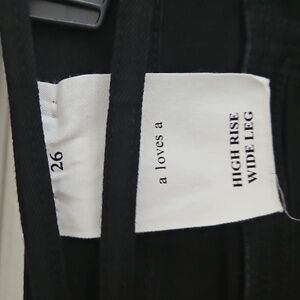 26
a loves a
HIGH RISE
WIDE LEG